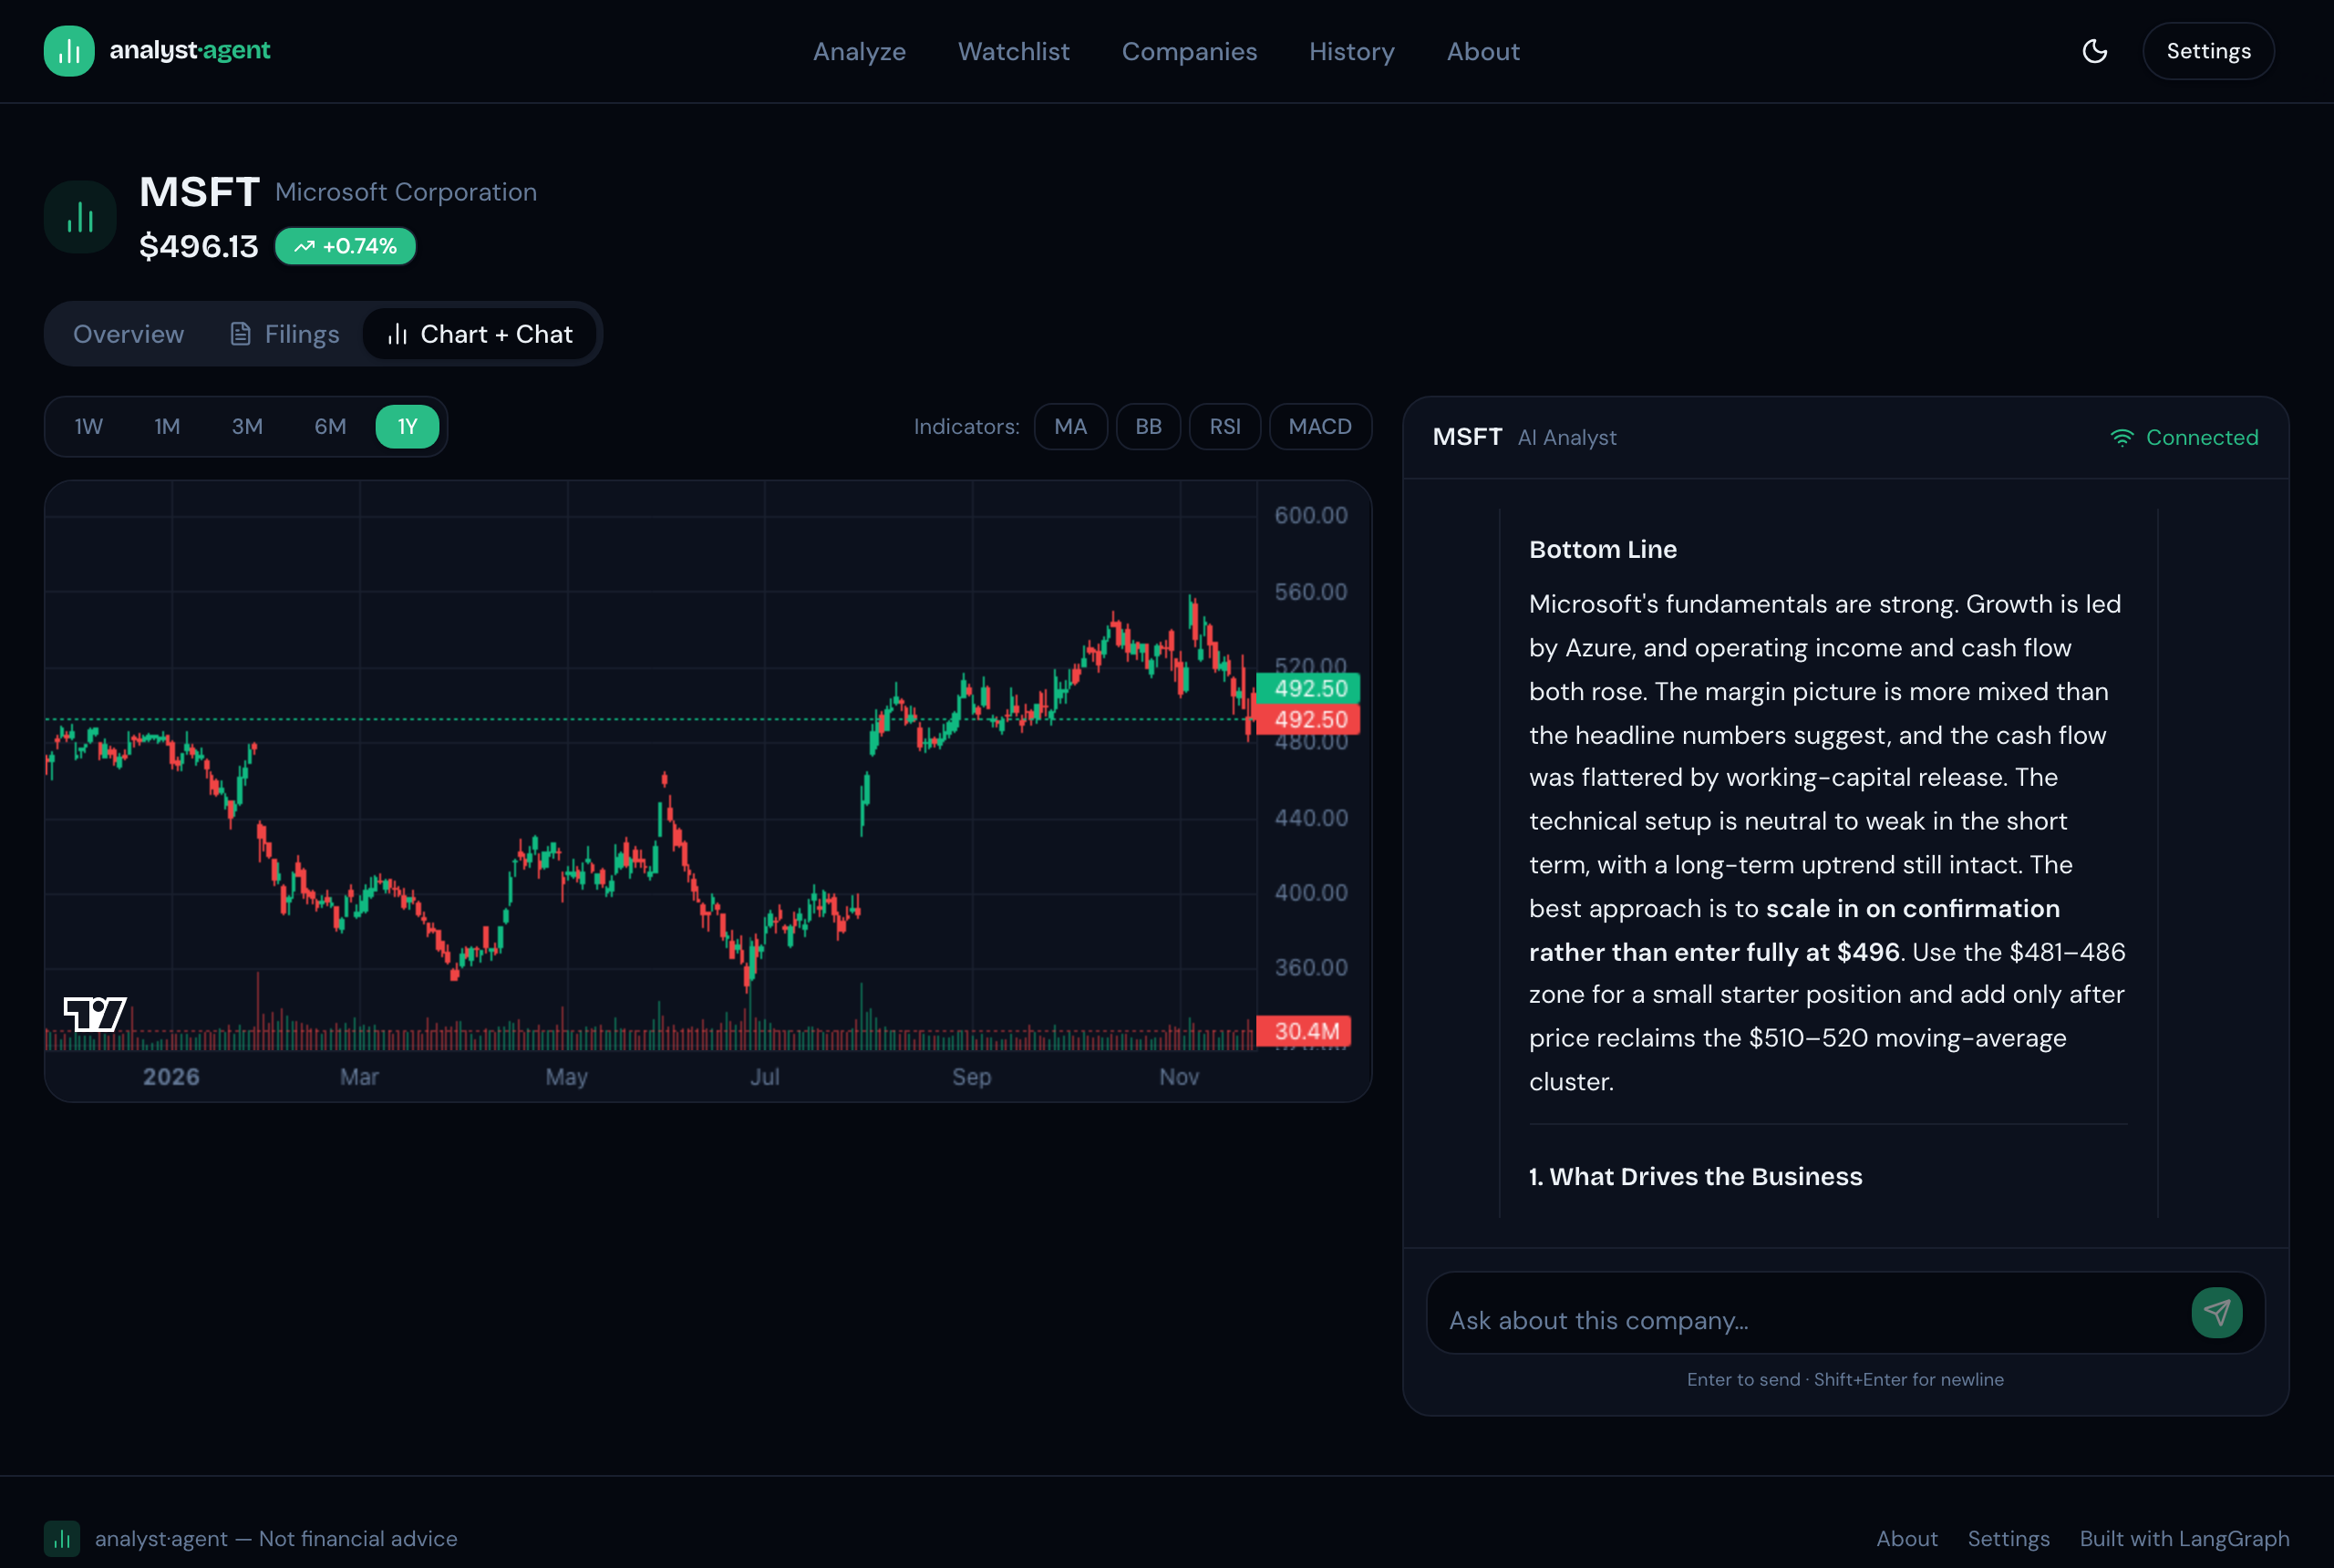 analyst·agent
Analyze
Watchlist
Companies
History
About
Settings
MSFT Microsoft Corporation
$496.13 +0.74%
Overview
Filings
Chart + Chat
1W
1M
3M
6M
1Y
Indicators:
MA
BB
RSI
MACD
600.00
560.00
520.00
492.50
492.50
480.00
440.00
400.00
360.00
30.4M
2026
Mar
May
Jul
Sep
Nov
MSFT AI Analyst
Connected
Bottom Line
Microsoft's fundamentals are strong. Growth is led
by Azure, and operating income and cash flow
both rose. The margin picture is more mixed than
the headline numbers suggest, and the cash flow
was flattered by working-capital release. The
technical setup is neutral to weak in the short
term, with a long-term uptrend still intact. The
best approach is to scale in on confirmation
rather than enter fully at $496. Use the $481–486
zone for a small starter position and add only after
price reclaims the $510–520 moving-average
cluster.
1. What Drives the Business
Ask about this company...
Enter to send · Shift+Enter for newline
analyst·agent — Not financial advice
About
Settings
Built with LangGraph